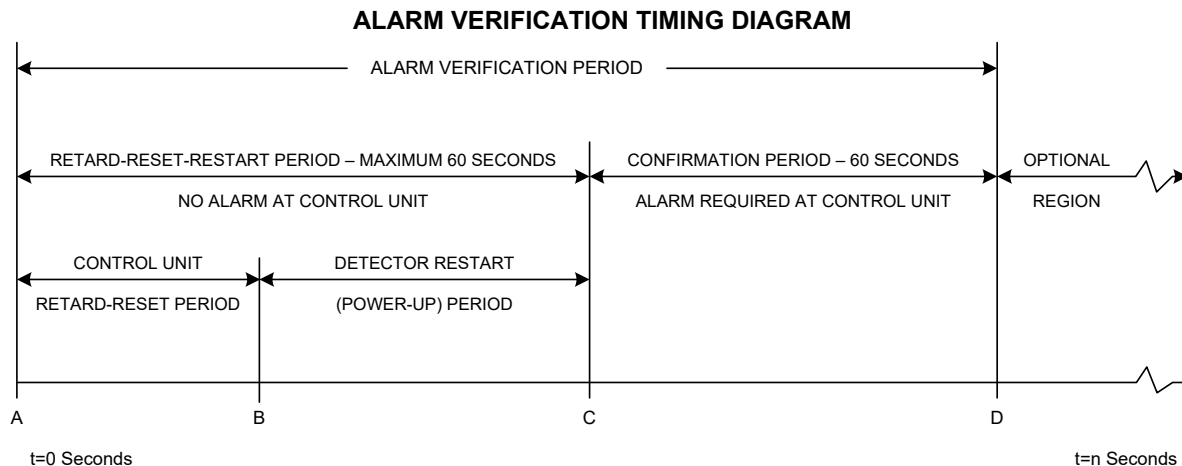 ALARM VERIFICATION TIMING DIAGRAM
ALARM VERIFICATION PERIOD
RETARD-RESET-RESTART PERIOD – MAXIMUM 60 SECONDS
NO ALARM AT CONTROL UNIT
CONFIRMATION PERIOD – 60 SECONDS
ALARM REQUIRED AT CONTROL UNIT
OPTIONAL
REGION
CONTROL UNIT
RETARD-RESET PERIOD
DETECTOR RESTART
(POWER-UP) PERIOD
A
B
C
D
t=0 Seconds
t=n Seconds